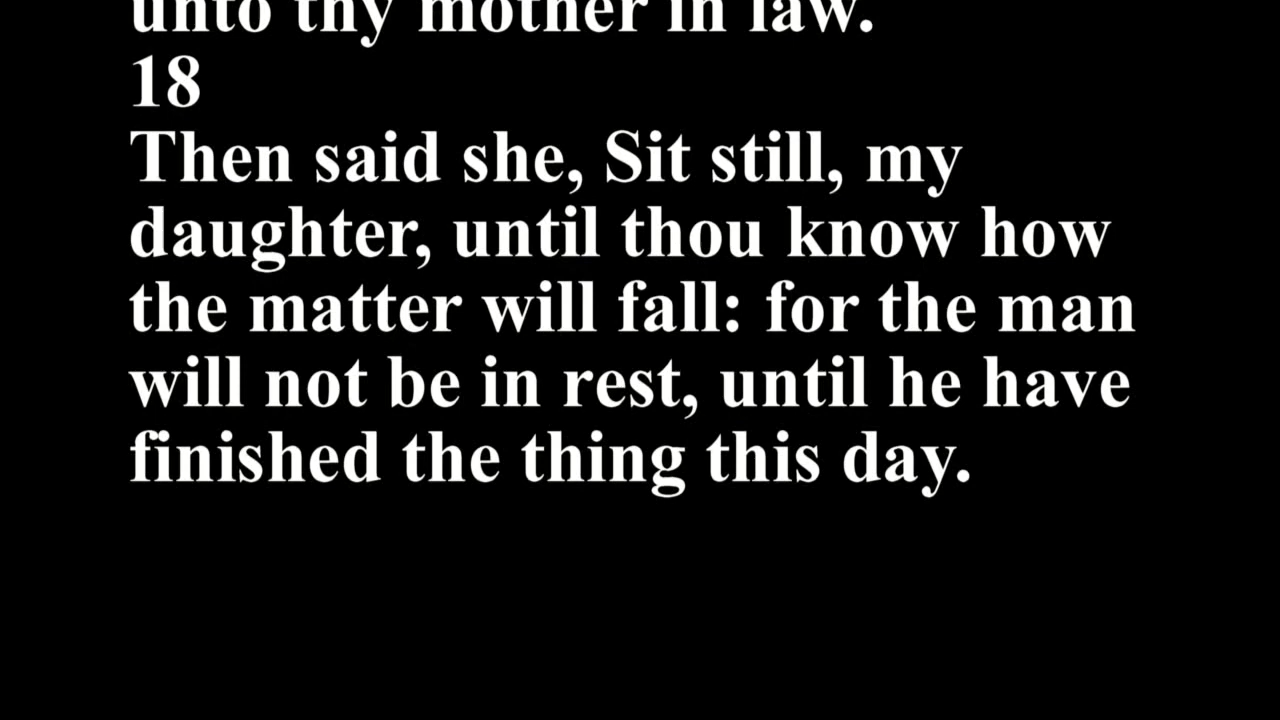 unto thy mother in law.
18
Then said she, Sit still, my
daughter, until thou know how
the matter will fall: for the man
will not be in rest, until he have
finished the thing this day.